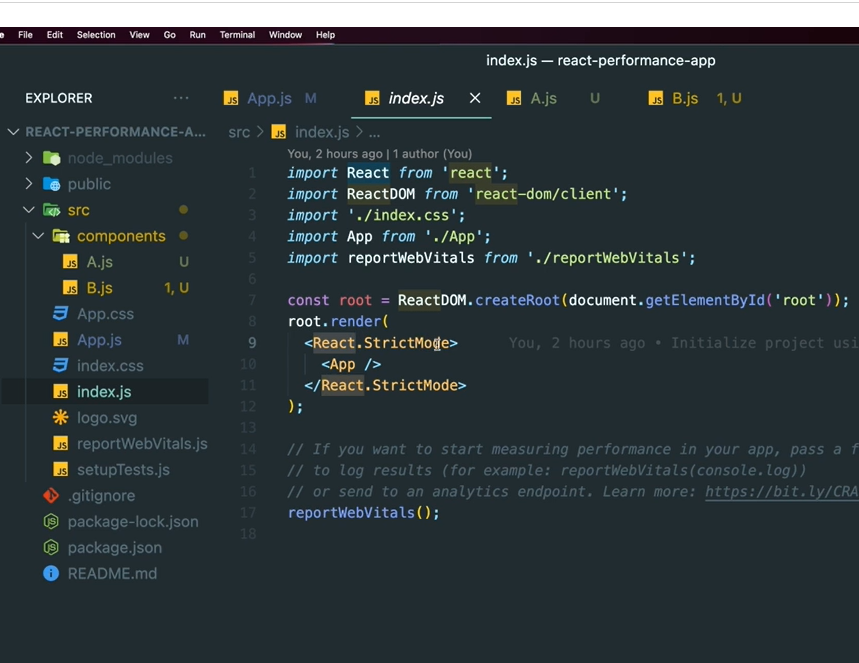 e File Edit Selection View Go Run Terminal Window Help
index.js — react-performance-app
EXPLORER ...
App.js M index.js × A.js U B.js 1, U
REACT-PERFORMANCE-A...
src > index.js > ...
node_modules
public
src
components
A.js U
B.js 1, U
App.css
App.js M
index.css
index.js
logo.svg
reportWebVitals.js
setupTests.js
.gitignore
package-lock.json
package.json
README.md
You, 2 hours ago | 1 author (You)
1 import React from 'react';
2 import ReactDOM from 'react-dom/client';
3 import './index.css';
4 import App from './App';
5 import reportWebVitals from './reportWebVitals';
6
7 const root = ReactDOM.createRoot(document.getElementById('root'));
8 root.render(
9 <React.StrictMode> You, 2 hours ago • Initialize project usi
10 <App />
11 </React.StrictMode>
12 );
13
14 // If you want to start measuring performance in your app, pass a f
15 // to log results (for example: reportWebVitals(console.log))
16 // or send to an analytics endpoint. Learn more: https://bit.ly/CRA
17 reportWebVitals();
18